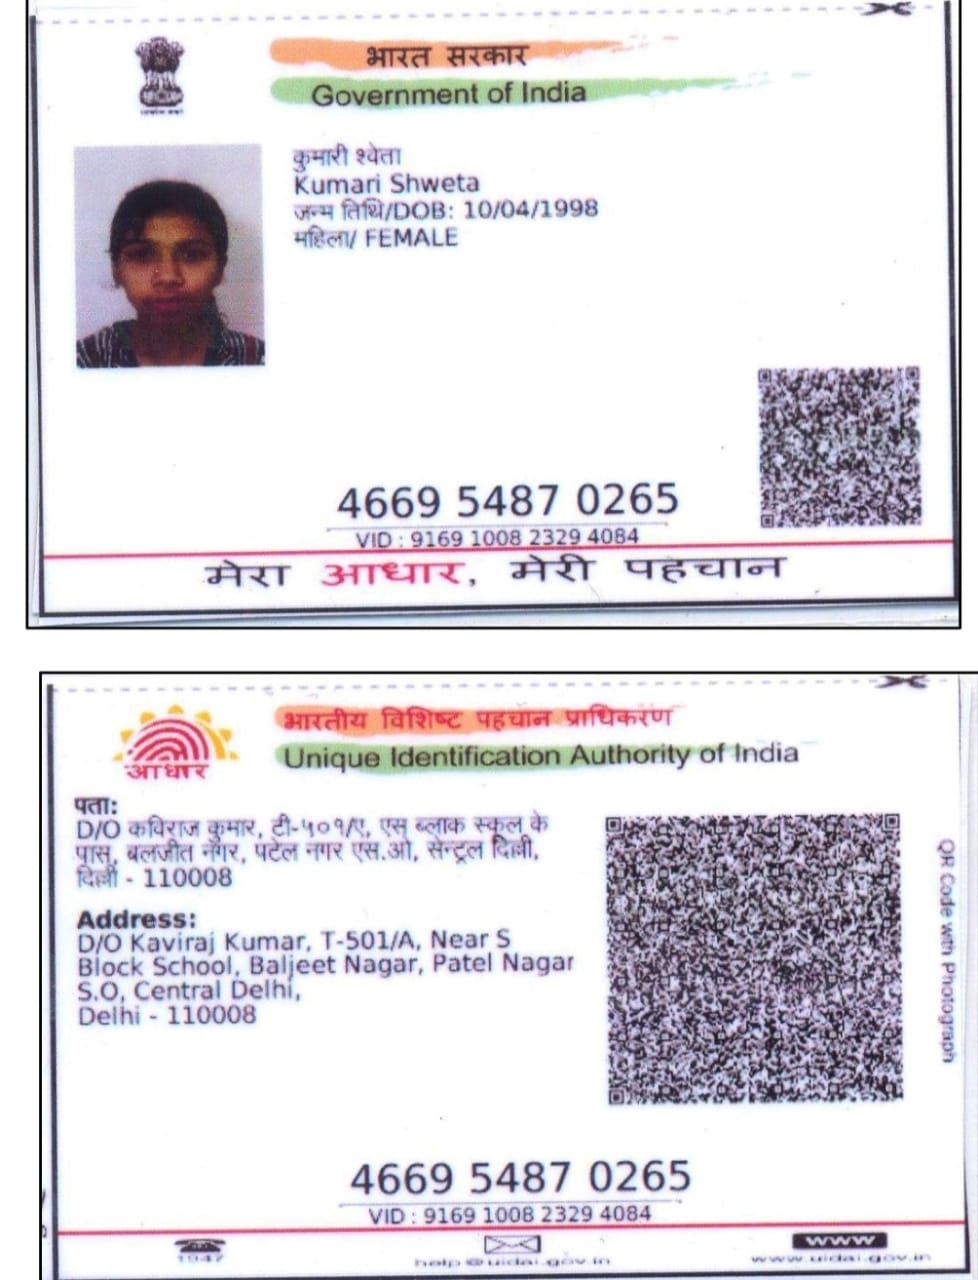 भारत सरकार
Government of India
कुमारी श्वेता
Kumari Shweta
जन्म तिथि/DOB: 10/04/1998
महिला/ FEMALE
4669 5487 0265
VID : 9169 1008 2329 4084
मेरा आधार, मेरी पहचान
भारतीय विशिष्ट पहचान प्राधिकरण
Unique Identification Authority of India
आधार
पता:
D/O कविराज कुमार, टी-५०१/ए, एस ब्लाक स्कूल के
पास, बलजीत नगर, पटेल नगर एस.ओ, सेन्ट्रल दिल्ली,
दिल्ली - 110008
Address:
D/O Kaviraj Kumar, T-501/A, Near S
Block School, Baljeet Nagar, Patel Nagar
S.O, Central Delhi,
Delhi - 110008
QR Code with Photograph
4669 5487 0265
VID : 9169 1008 2329 4084
1947
help@uidai.gov.in
www
www.uidai.gov.in